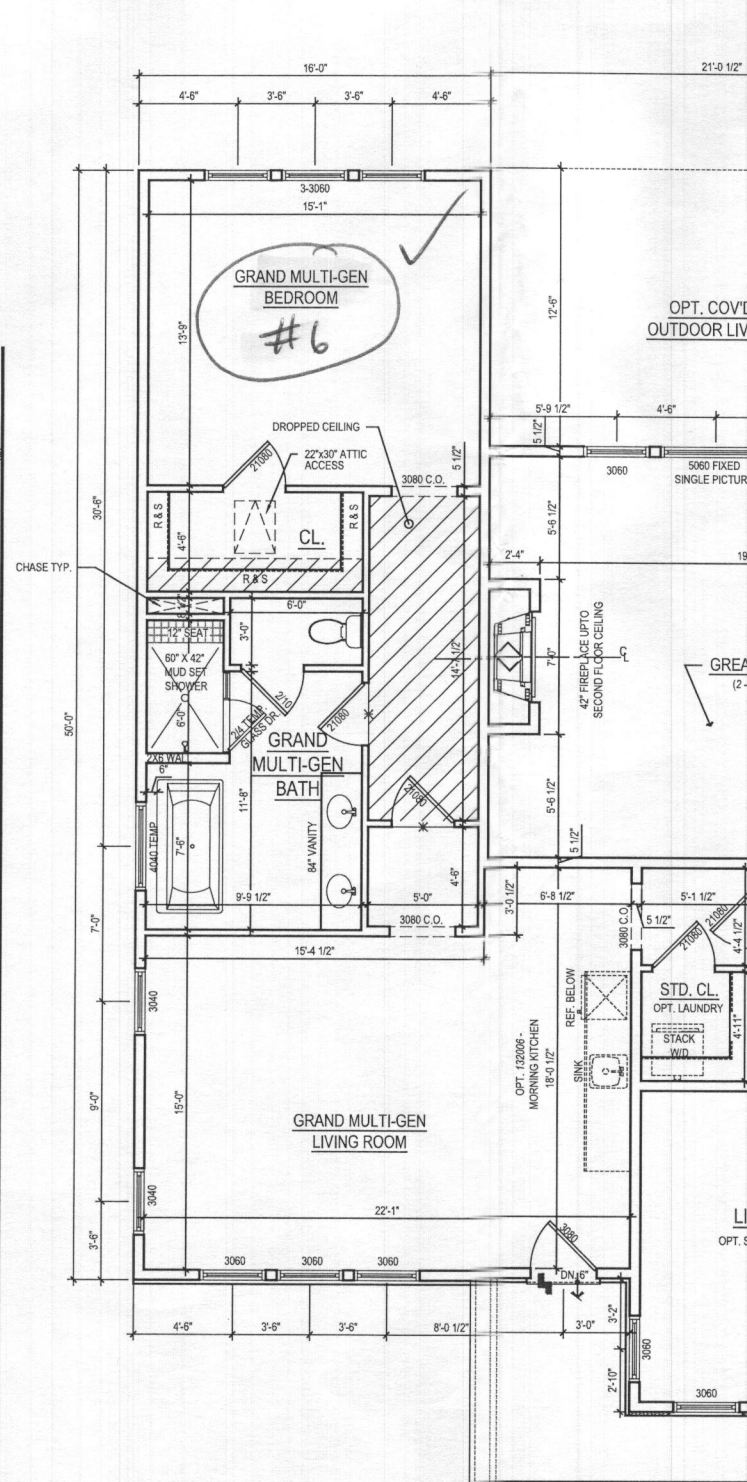 16'-0"
21'-0 1/2"
4'-6"
3'-6"
3'-6"
4'-6"
3-3060
15'-1"
GRAND MULTI-GEN
BEDROOM
#6
13'-9"
12'-6"
OPT. COV'D
OUTDOOR LIV
5'-9 1/2"
4'-6"
DROPPED CEILING
22"x30" ATTIC
ACCESS
21080
3080 C.O.
5 1/2"
5 1/2"
3060
5060 FIXED
SINGLE PICTUR
30'-6"
R & S
R & S
4'-6"
CL.
R & S
5'-6 1/2"
2'-4"
19
CHASE TYP.
6'-0"
12" SEAT
3'-0"
60" X 42"
MUD SET
SHOWER
6'-0"
2/10
2/4 TEMP.
GLASS DR
21080
14'-7 1/2"
7'-0"
42" FIREPLACE UPTO
SECOND FLOOR CEILING
CL
GREA
(2-
50'-0"
GRAND
MULTI-GEN
BATH
2X6 WAL
6"
4040 TEMP
7'-6"
11'-8"
84" VANITY
21080
5'-6 1/2"
5 1/2"
9'-9 1/2"
5'-0"
4'-6"
3'-0 1/2"
6'-8 1/2"
5'-1 1/2"
3080 C.O.
3080 C.O.
5 1/2"
21080
21080
4'-4 1/2"
7'-0"
15'-4 1/2"
3040
REF. BELOW
STD. CL.
OPT. LAUNDRY
STACK
W/D
4'-11"
OPT. 132006 -
MORNING KITCHEN
18'-0 1/2"
SINK
9'-0"
15'-0"
GRAND MULTI-GEN
LIVING ROOM
3040
22'-1"
3'-6"
3080
LI
OPT. S
3060
3060
3060
DN. 6"
4'-6"
3'-6"
3'-6"
8'-0 1/2"
3'-0"
3'-2"
2'-10"
3060
3060